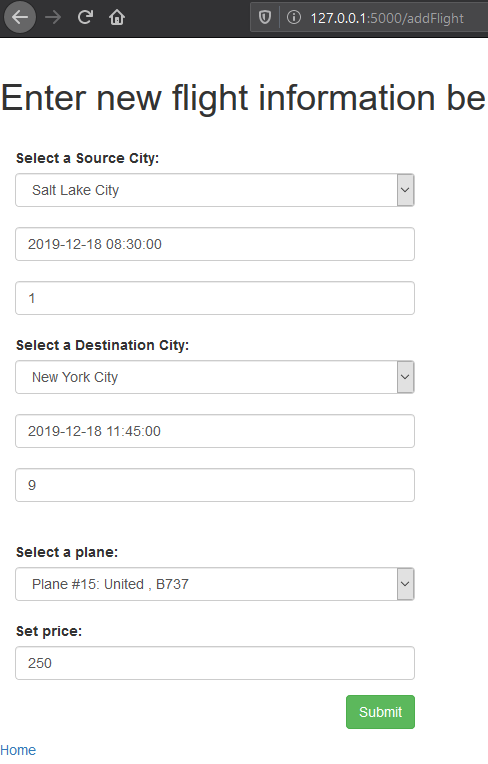 127.0.0.1:5000/addFlight
Enter new flight information be
Select a Source City:
Salt Lake City
2019-12-18 08:30:00
1
Select a Destination City:
New York City
2019-12-18 11:45:00
9
Select a plane:
Plane #15: United , B737
Set price:
250
Submit
Home